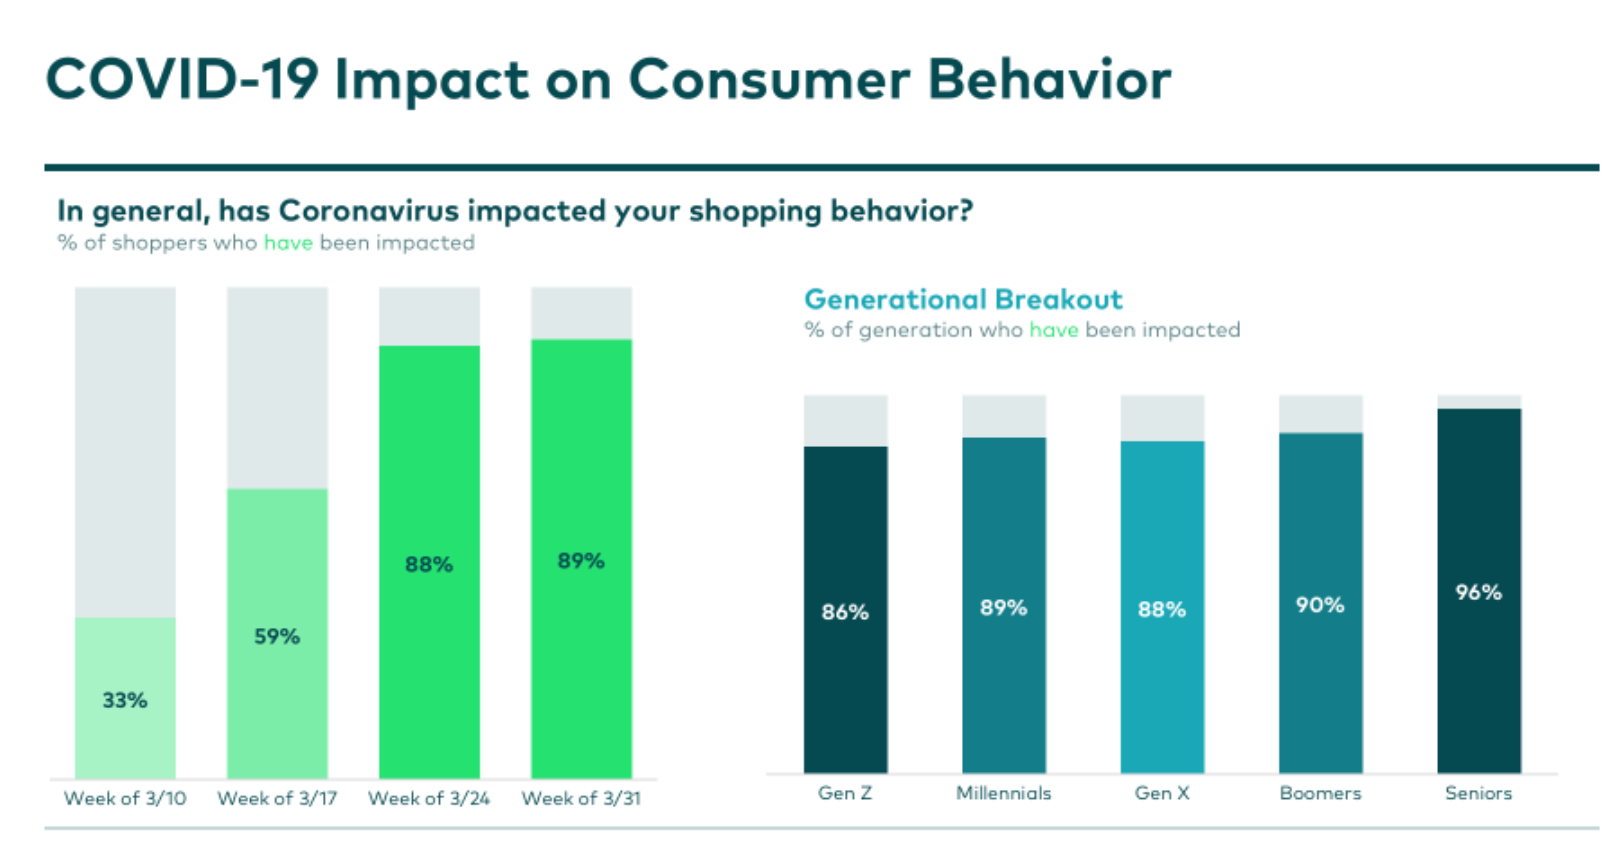 COVID-19 Impact on Consumer Behavior
In general, has Coronavirus impacted your shopping behavior?
% of shoppers who have been impacted
33%
59%
88%
89%
Week of 3/10
Week of 3/17
Week of 3/24
Week of 3/31
Generational Breakout
% of generation who have been impacted
86%
89%
88%
90%
96%
Gen Z
Millennials
Gen X
Boomers
Seniors